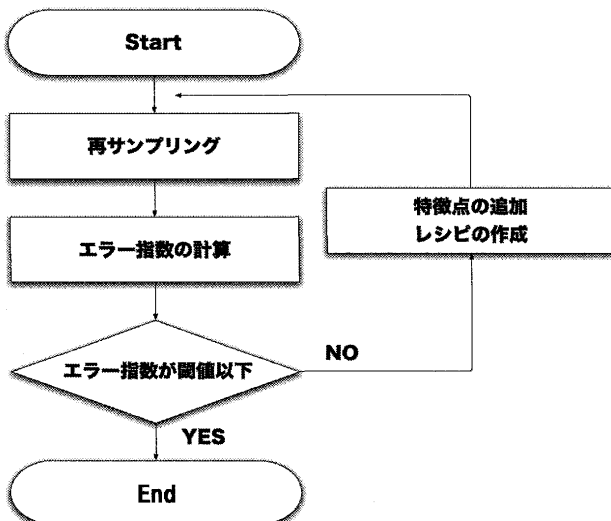 Start
再サンプリング
エラー指数の計算
特徴点の追加
レシピの作成
エラー指数が閾値以下
NO
YES
End